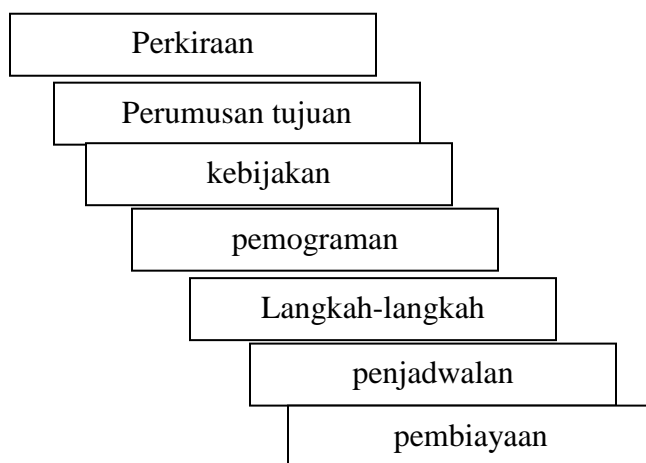 Perkiraan
Perumusan tujuan
kebijakan
pemograman
Langkah-langkah
penjadwalan
pembiayaan